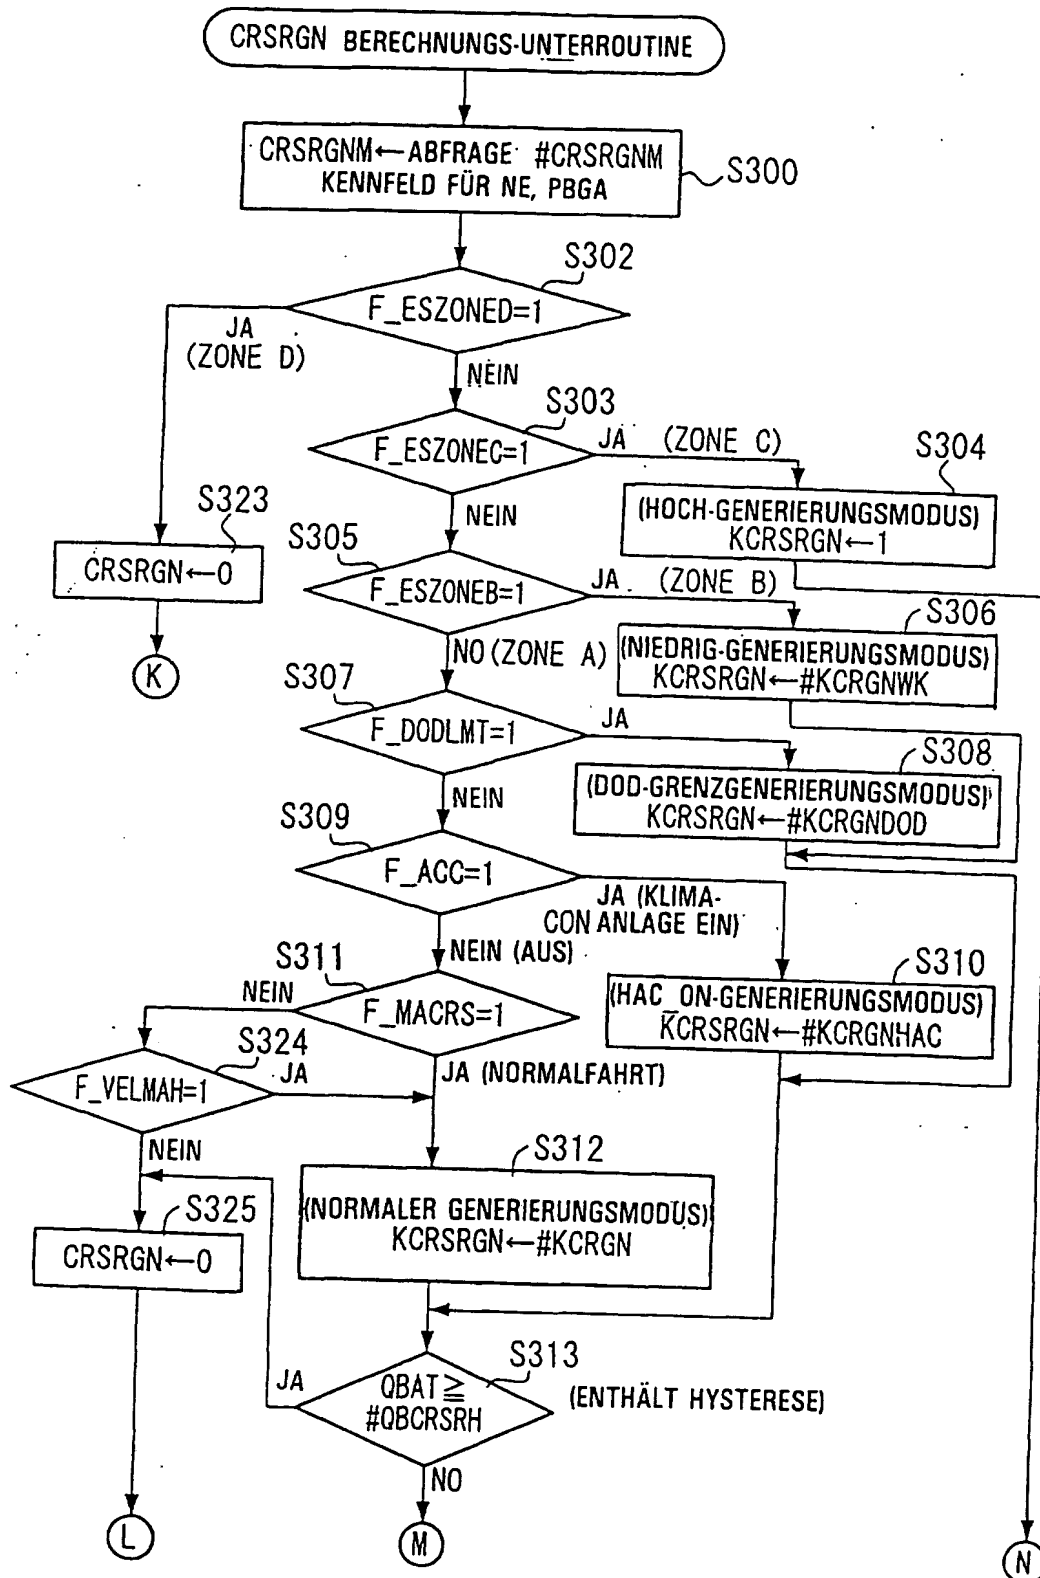 CRSRGN BERECHNUNGS-UNTERROUTINE
CRSRGNM←ABFRAGE #CRSRGNM
KENNFELD FÜR NE, PBGA
S300
S302
F_ESZONED=1
JA
(ZONE D)
NEIN
S303
F_ESZONEC=1
JA (ZONE C)
S304
(HOCH-GENERIERUNGSMODUS)
KCRSRGN←1
NEIN
S323
CRSRGN←0
K
S305
F_ESZONEB=1
JA (ZONE B)
S306
(NIEDRIG-GENERIERUNGSMODUS)
KCRSRGN←#KCRGNWK
NO (ZONE A)
S307
F_DODLMT=1
JA
S308
(DOD-GRENZGENERIERUNGSMODUS)
KCRSRGN←#KCRGNDOD
NEIN
S309
F_ACC=1
JA (KLIMA-
CON ANLAGE EIN)
NEIN (AUS)
S310
(HAC_ON-GENERIERUNGSMODUS)
KCRSRGN←#KCRGNHAC
S311
NEIN
F_MACRS=1
JA (NORMALFAHRT)
S324
F_VELMAH=1
JA
NEIN
S312
(NORMALER GENERIERUNGSMODUS)
KCRSRGN←#KCRGN
S325
CRSRGN←0
S313
JA
QBAT≧
#QBCRSRH
(ENTHÄLT HYSTERESE)
NO
L
M
N